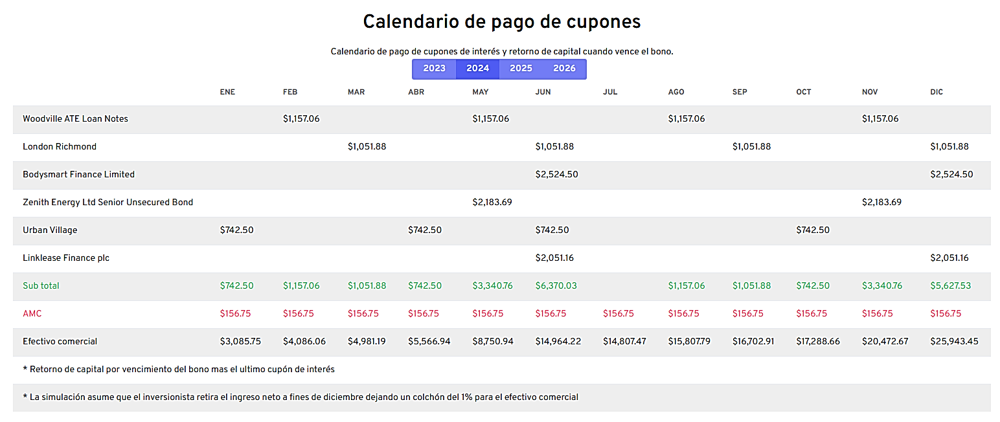 Calendario de pago de cupones
Calendario de pago de cupones de interés y retorno de capital cuando vence el bono.
2023 2024 2025 2026
ENE FEB MAR ABR MAY JUN JUL AGO SEP OCT NOV DIC
Woodville ATE Loan Notes $1,157.06 $1,157.06 $1,157.06 $1,157.06
London Richmond $1,051.88 $1,051.88 $1,051.88 $1,051.88
Bodysmart Finance Limited $2,524.50 $2,524.50
Zenith Energy Ltd Senior Unsecured Bond $2,183.69 $2,183.69
Urban Village $742.50 $742.50 $742.50 $742.50
Linklease Finance plc $2,051.16 $2,051.16
Sub total $742.50 $1,157.06 $1,051.88 $742.50 $3,340.76 $6,370.03 $1,157.06 $1,051.88 $742.50 $3,340.76 $5,627.53
AMC $156.75 $156.75 $156.75 $156.75 $156.75 $156.75 $156.75 $156.75 $156.75 $156.75 $156.75 $156.75
Efectivo comercial $3,085.75 $4,086.06 $4,981.19 $5,566.94 $8,750.94 $14,964.22 $14,807.47 $15,807.79 $16,702.91 $17,288.66 $20,472.67 $25,943.45
* Retorno de capital por vencimiento del bono mas el ultimo cupón de interés
* La simulación asume que el inversionista retira el ingreso neto a fines de diciembre dejando un colchón del 1% para el efectivo comercial